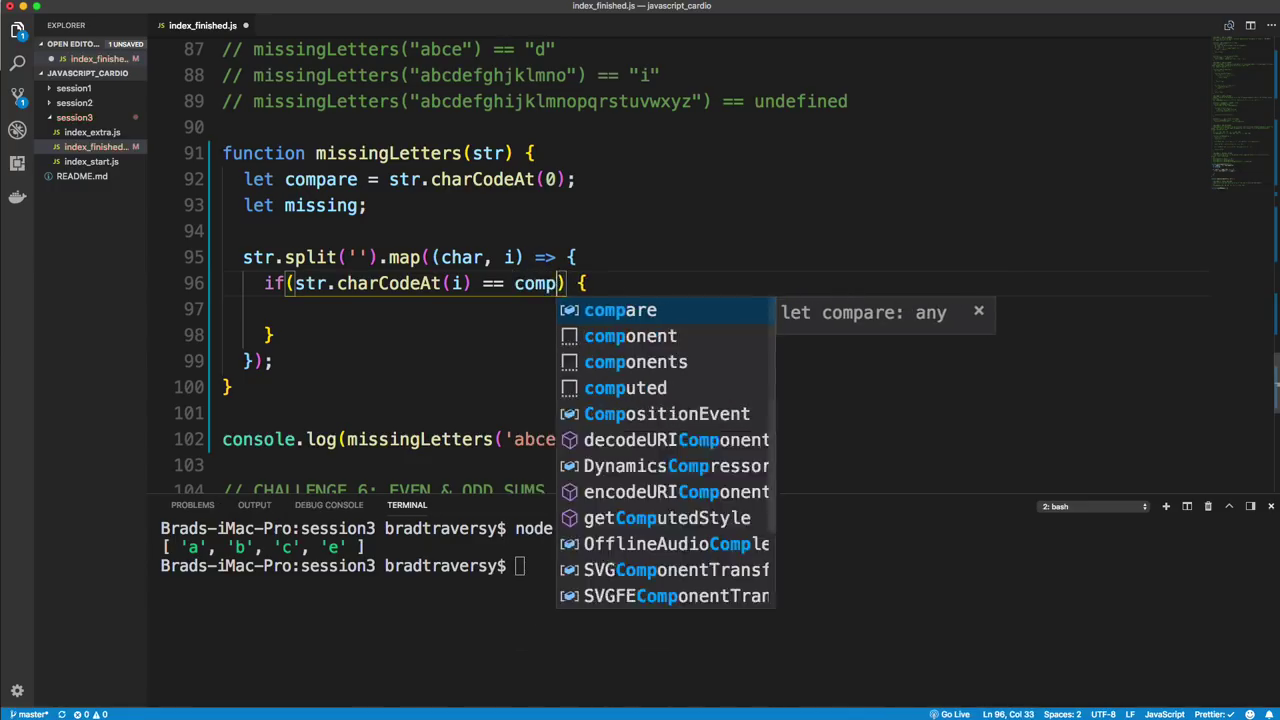 index_finished.js — javascript_cardio
EXPLORER
OPEN EDITO... 1 UNSAVED
index_finishe... M
JAVASCRIPT_CARDIO
session1
session2
session3
JS index_extra.js
JS index_finished... M
JS index_start.js
README.md
JS index_finished.js
87 // missingLetters("abce") == "d"
88 // missingLetters("abcdefghjklmno") == "i"
89 // missingLetters("abcdefghijklmnopqrstuvwxyz") == undefined
90
91 function missingLetters(str) {
92 let compare = str.charCodeAt(0);
93 let missing;
94
95 str.split('').map((char, i) => {
96 if(str.charCodeAt(i) == comp) {
97
98 }
99 });
100 }
101
102 console.log(missingLetters('abce
103
104 // CHALLENGE 6: EVEN & ODD SUMS
compare
component
components
computed
CompositionEvent
decodeURIComponent
DynamicsCompressor
encodeURIComponent
getComputedStyle
OfflineAudioComple
SVGComponentTransf
SVGFEComponentTran
let compare: any ×
PROBLEMS OUTPUT DEBUG CONSOLE TERMINAL 2: bash
Brads-iMac-Pro:session3 bradtraversy$ node
[ 'a', 'b', 'c', 'e' ]
Brads-iMac-Pro:session3 bradtraversy$
master* 0 0 Go Live Ln 96, Col 33 Spaces: 2 UTF-8 LF JavaScript Prettier: ✓